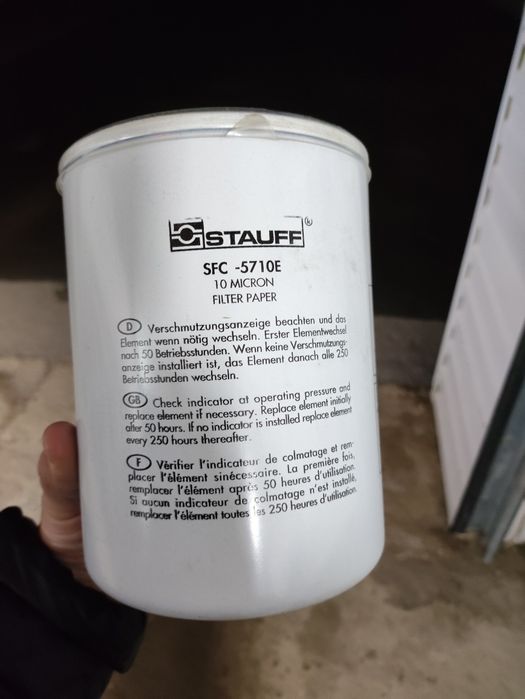 STAUFF®
SFC -5710E
10 MICRON
FILTER PAPER
D Verschmutzungsanzeige beachten und das
Element wenn nötig wechseln. Erster Elementwechsel
nach 50 Betriebsstunden. Wenn keine Verschmutzungs-
anzeige installiert ist, das Element danach alle 250
Betriebsstunden wechseln.
GB Check indicator at operating pressure and
replace element if necessary. Replace element initially
after 50 hours. If no indicator is installed replace element
every 250 hours thereafter.
F Vérifier l'indicateur de colmatage et rem-
placer l'élément sinécessaire. La première fois,
remplacer l'élément après 50 heures d'utilisation.
Si aucun indicateur de colmatage n'est installé,
remplacer l'élément toutes les 250 heures d'utilisation.